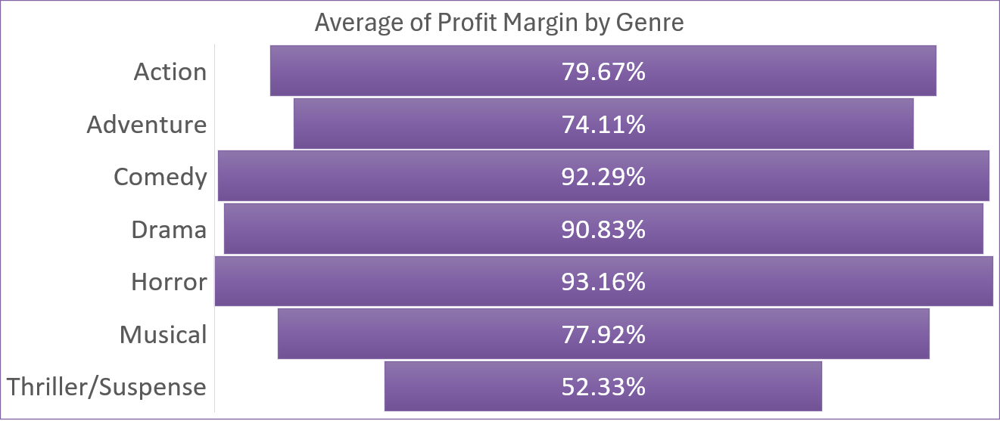 Average of Profit Margin by Genre
Action 79.67%
Adventure 74.11%
Comedy 92.29%
Drama 90.83%
Horror 93.16%
Musical 77.92%
Thriller/Suspense 52.33%